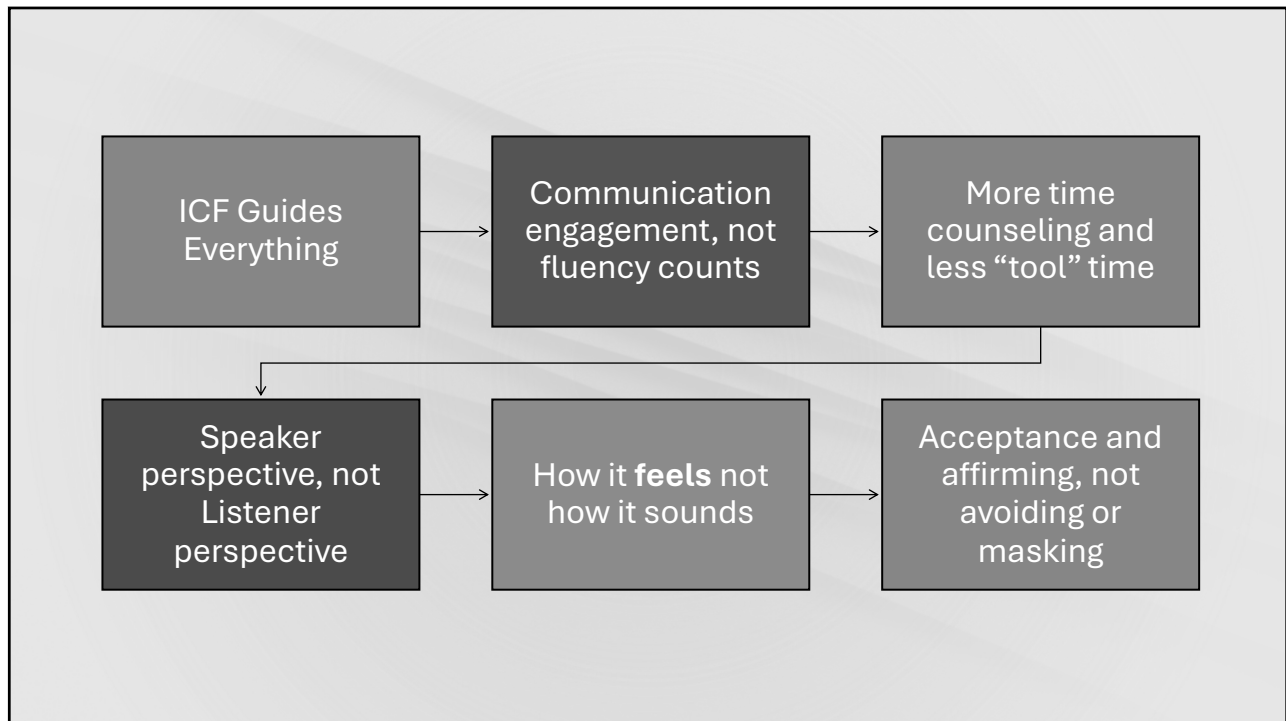 ICF Guides
Everything
Communication
engagement, not
fluency counts
More time
counseling and
less “tool” time
Speaker
perspective, not
Listener
perspective
How it feels not
how it sounds
Acceptance and
affirming, not
avoiding or
masking